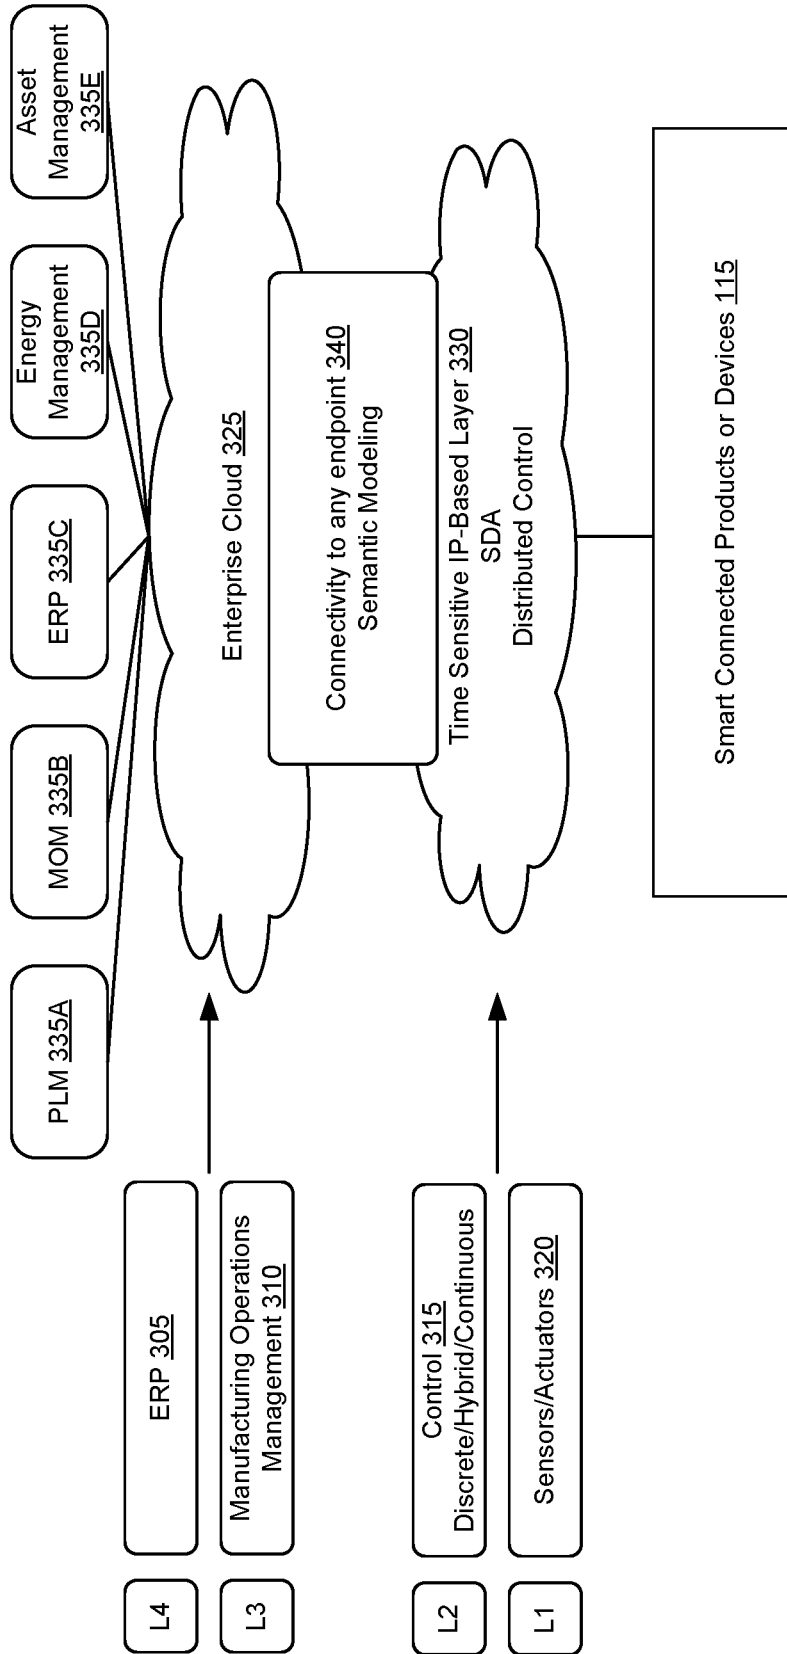 PLM 335A
MOM 335B
ERP 335C
Energy
Management
335D
Asset
Management
335E
L4
ERP 305
L3
Manufacturing Operations
Management 310
Enterprise Cloud 325
Connectivity to any endpoint 340
Semantic Modeling
L2
Control 315
Discrete/Hybrid/Continuous
L1
Sensors/Actuators 320
Time Sensitive IP-Based Layer 330
SDA
Distributed Control
Smart Connected Products or Devices 115